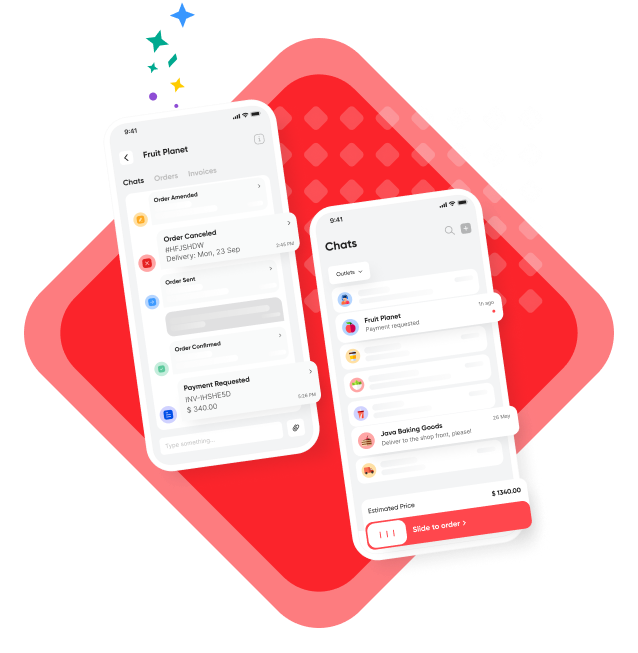 9:41
Fruit Planet
Chats Orders Invoices
Order Amended
Order Canceled
#HFJSHDW
Delivery: Mon, 23 Sep
2:45 PM
Order Sent
Order Confirmed
Payment Requested
INV-IHSHE5D
$ 340.00
5:28 PM
Type something...
9:41
Chats
Outlets
Fruit Planet
1h ago
Payment requested
Java Baking Goods
26 May
Deliver to the shop front, please!
Estimated Price
$ 1340.00
Slide to order